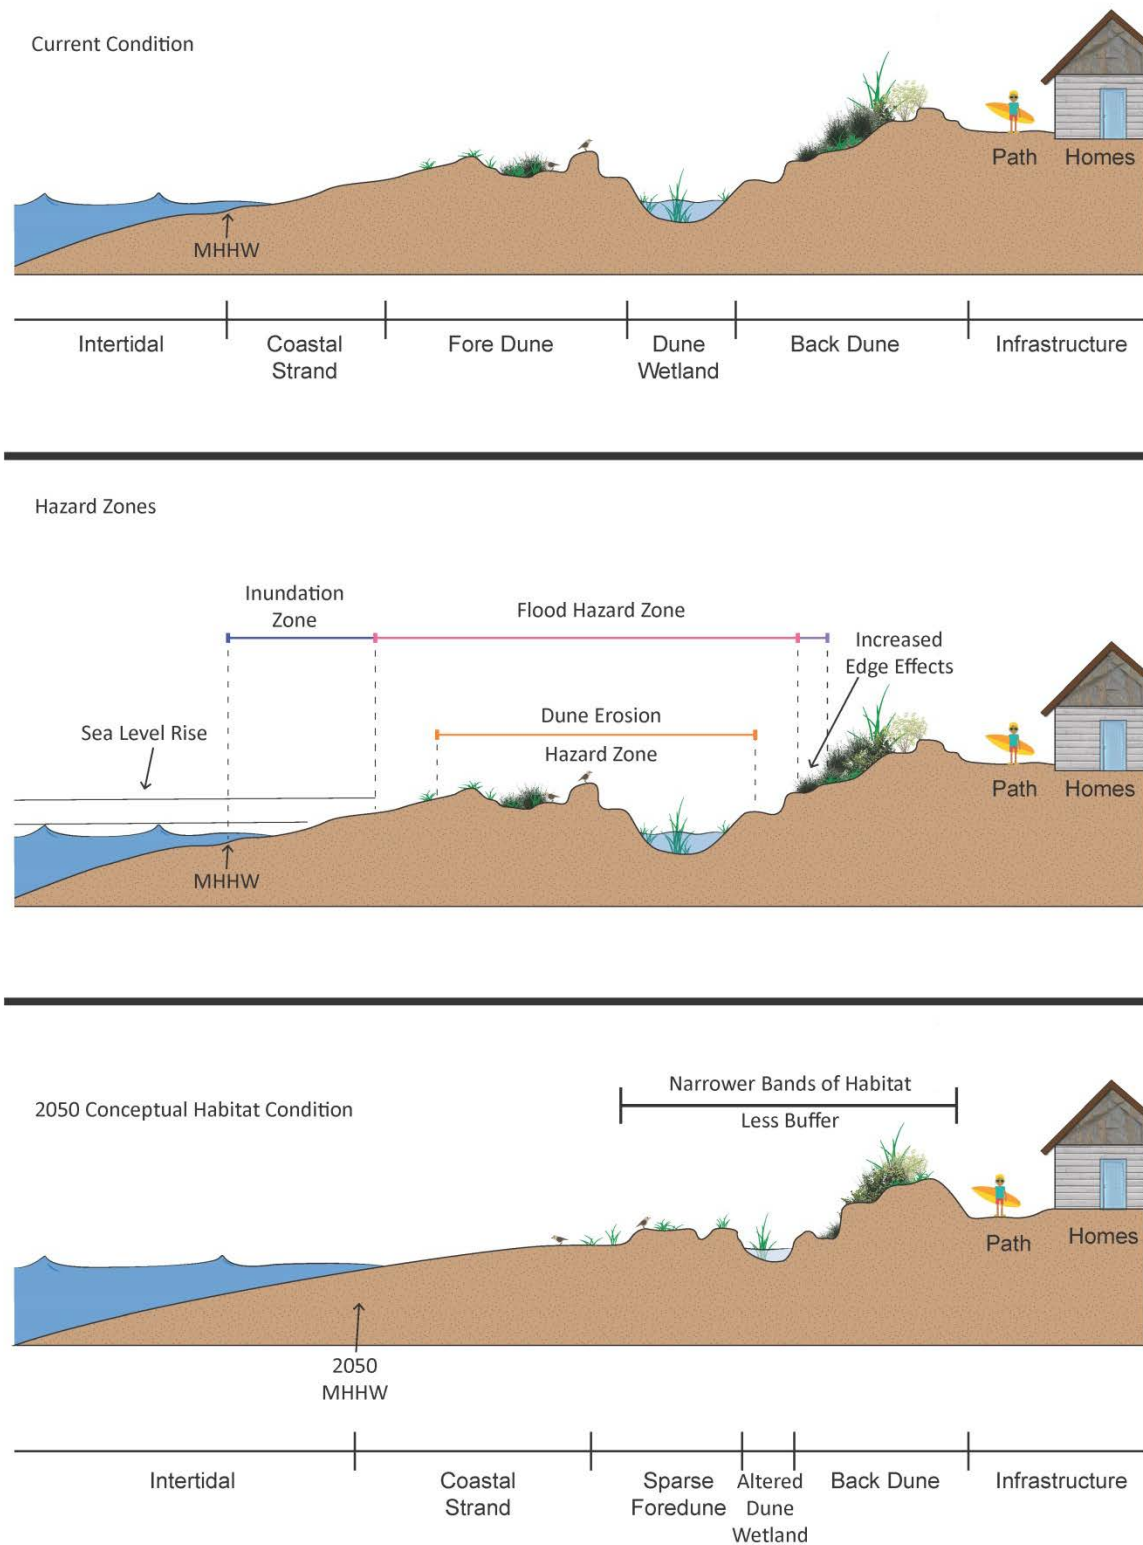 Current Condition
Path
Homes
MHHW
Intertidal
Coastal
Strand
Fore Dune
Dune
Wetland
Back Dune
Infrastructure
Hazard Zones
Inundation
Zone
Flood Hazard Zone
Increased
Edge Effects
Sea Level Rise
Dune Erosion
Hazard Zone
Path
Homes
MHHW
2050 Conceptual Habitat Condition
Narrower Bands of Habitat
Less Buffer
Path
Homes
2050
MHHW
Intertidal
Coastal
Strand
Sparse
Foredune
Altered
Dune
Wetland
Back Dune
Infrastructure